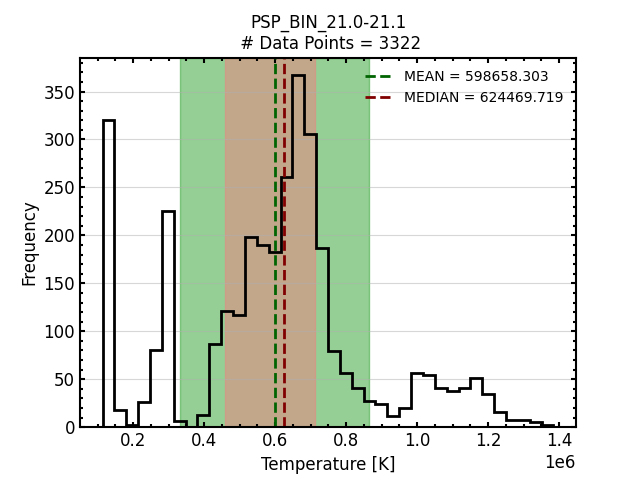 PSP_BIN_21.0-21.1
# Data Points = 3322
MEAN = 598658.303
MEDIAN = 624469.719
Frequency
350
300
250
200
150
100
50
0
0.2 0.4 0.6 0.8 1.0 1.2 1.4
1e6
Temperature [K]